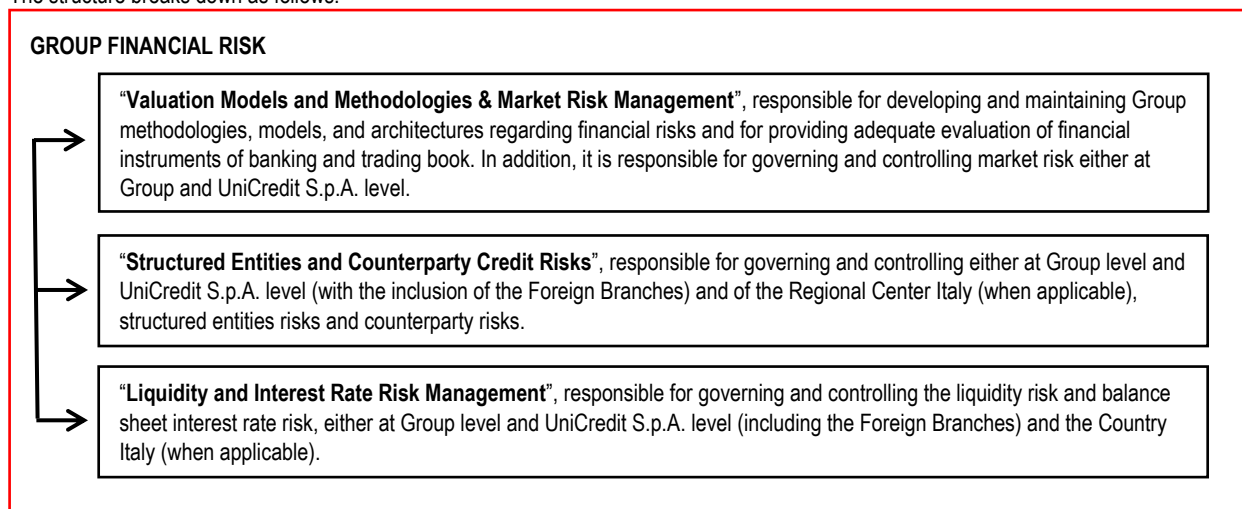 The structure breaks down as follows:
GROUP FINANCIAL RISK
“Valuation Models and Methodologies & Market Risk Management”, responsible for developing and maintaining Group
methodologies, models, and architectures regarding financial risks and for providing adequate evaluation of financial
instruments of banking and trading book. In addition, it is responsible for governing and controlling market risk either at
Group and UniCredit S.p.A. level.
“Structured Entities and Counterparty Credit Risks”, responsible for governing and controlling either at Group level and
UniCredit S.p.A. level (with the inclusion of the Foreign Branches) and of the Regional Center Italy (when applicable),
structured entities risks and counterparty risks.
“Liquidity and Interest Rate Risk Management”, responsible for governing and controlling the liquidity risk and balance
sheet interest rate risk, either at Group level and UniCredit S.p.A. level (including the Foreign Branches) and the Country
Italy (when applicable).